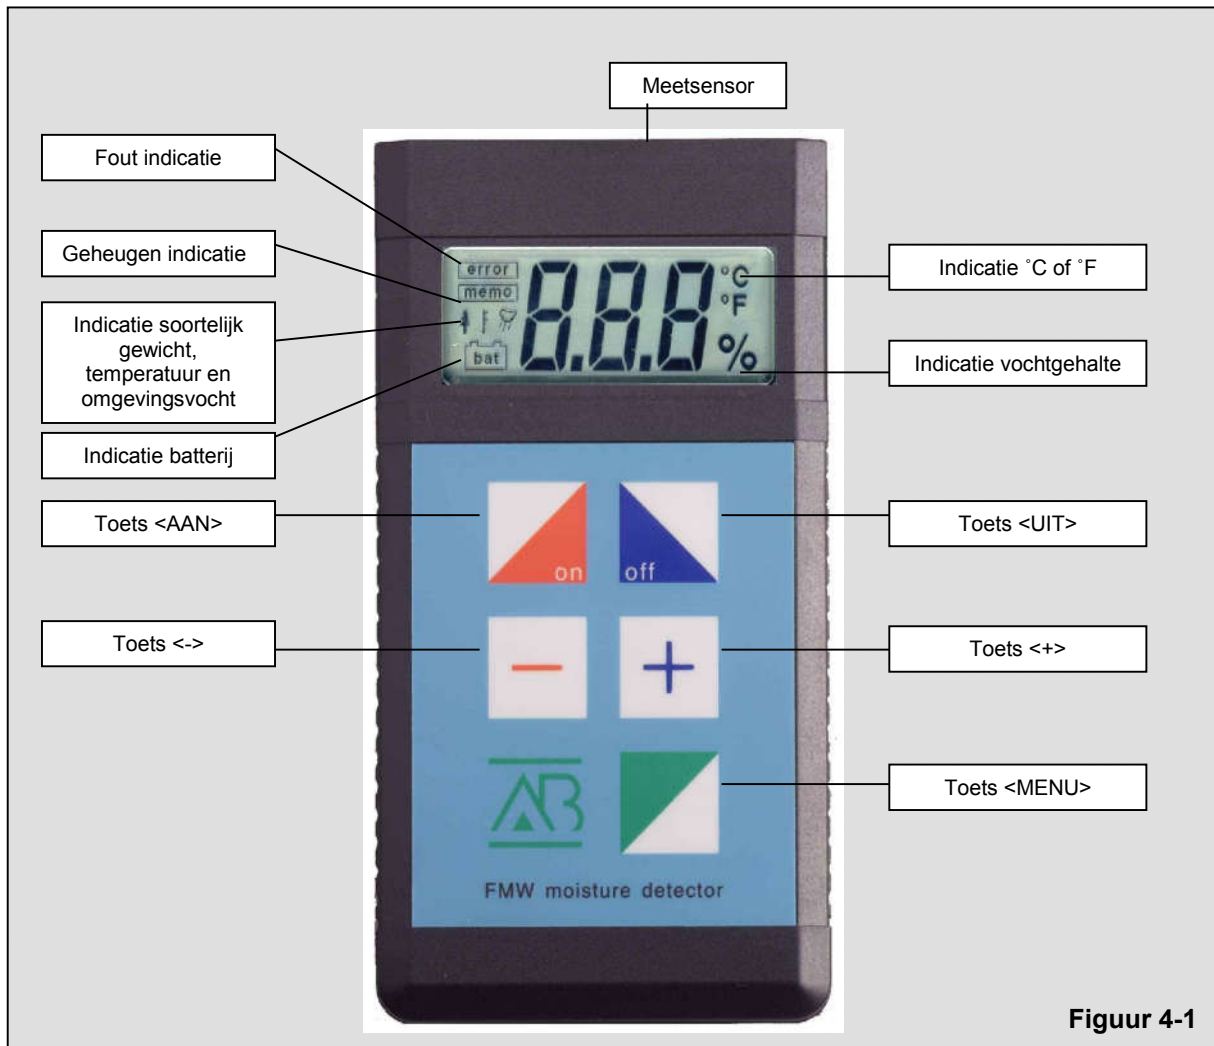 Meetsensor
Fout indicatie
Geheugen indicatie
Indicatie soortelijk
gewicht,
temperatuur en
omgevingsvocht
Indicatie batterij
Toets <AAN>
Toets <->
error
memo
bat
8.8.8
°C
°F
%
on
off
−
+
AB
FMW moisture detector
Indicatie ˚C of ˚F
Indicatie vochtgehalte
Toets <UIT>
Toets <+>
Toets <MENU>
Figuur 4-1